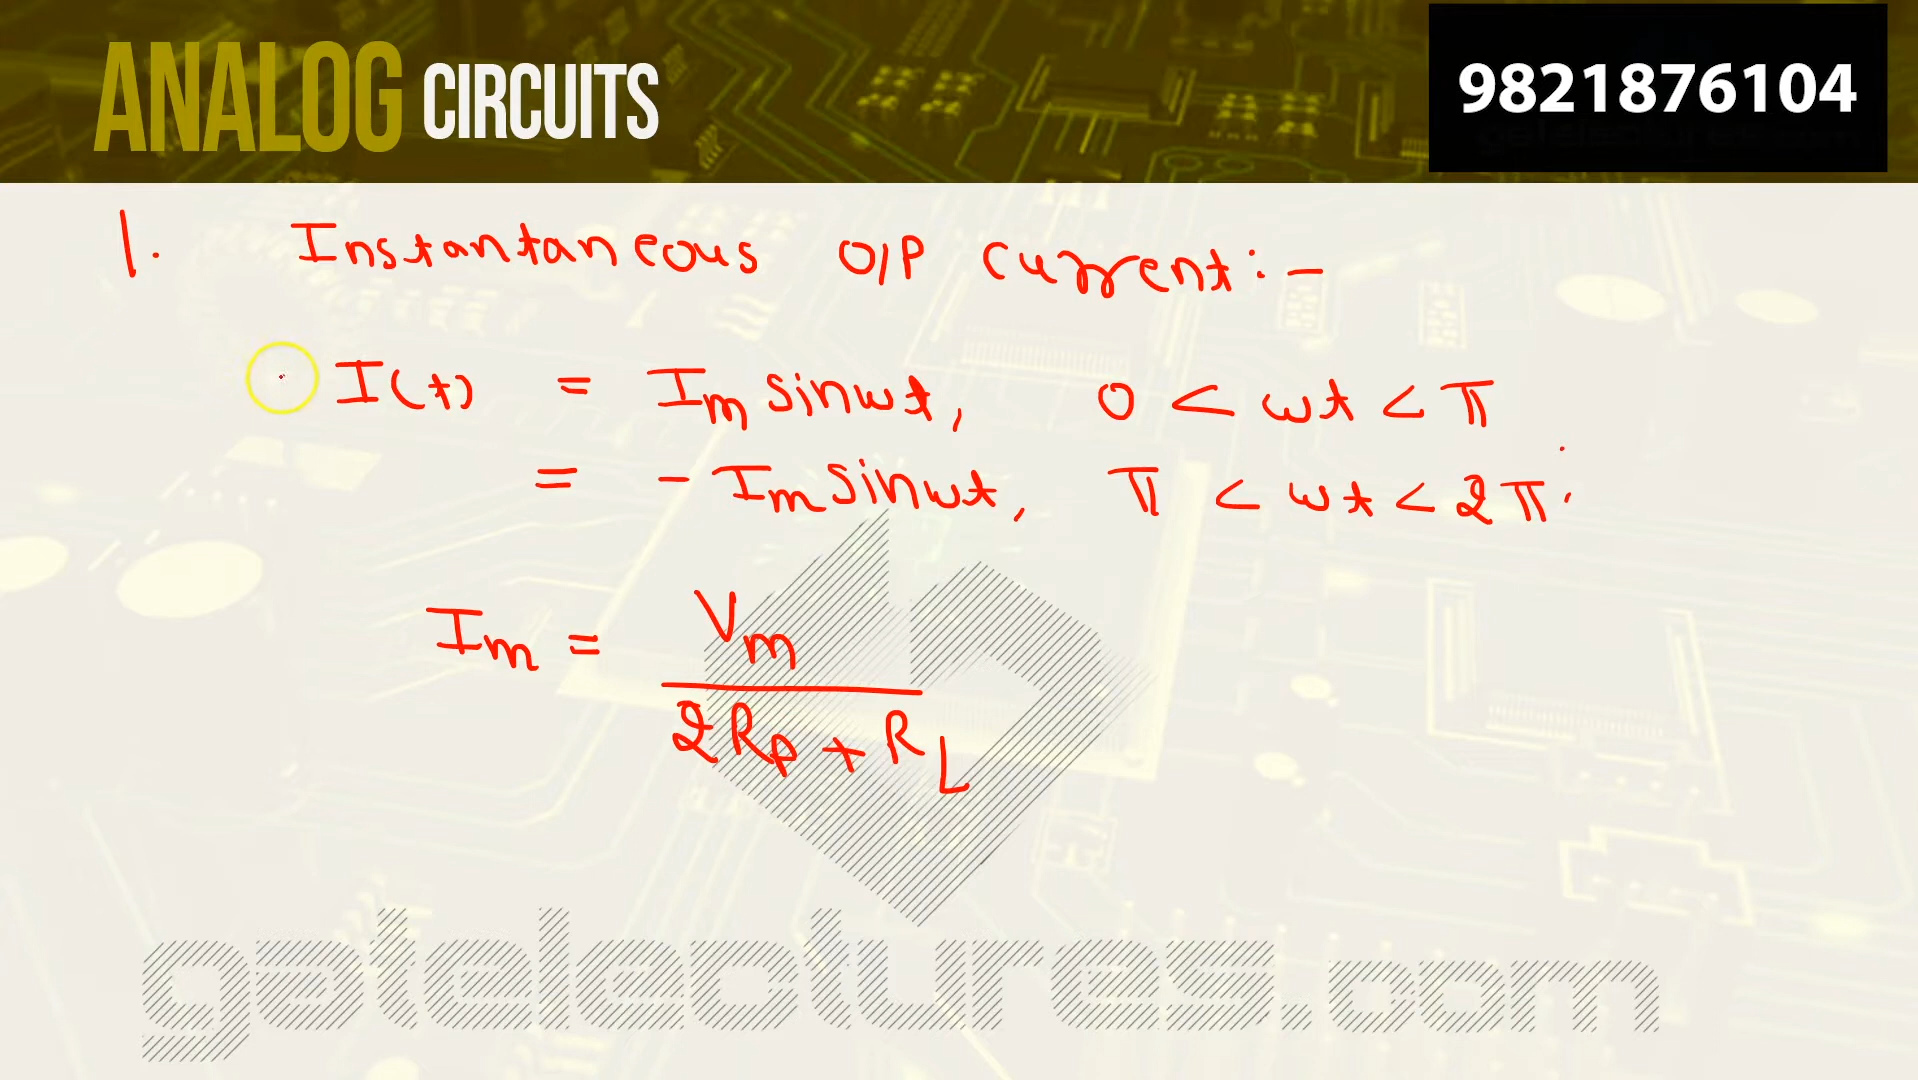 ANALOG CIRCUITS
9821876104
1. Instantaneous O/P current:-
I(t) = Im sinωt, 0 < ωt < π
= - Im sinωt, π < ωt < 2π.
Im = Vm
2RP + RL
gatelectures.com